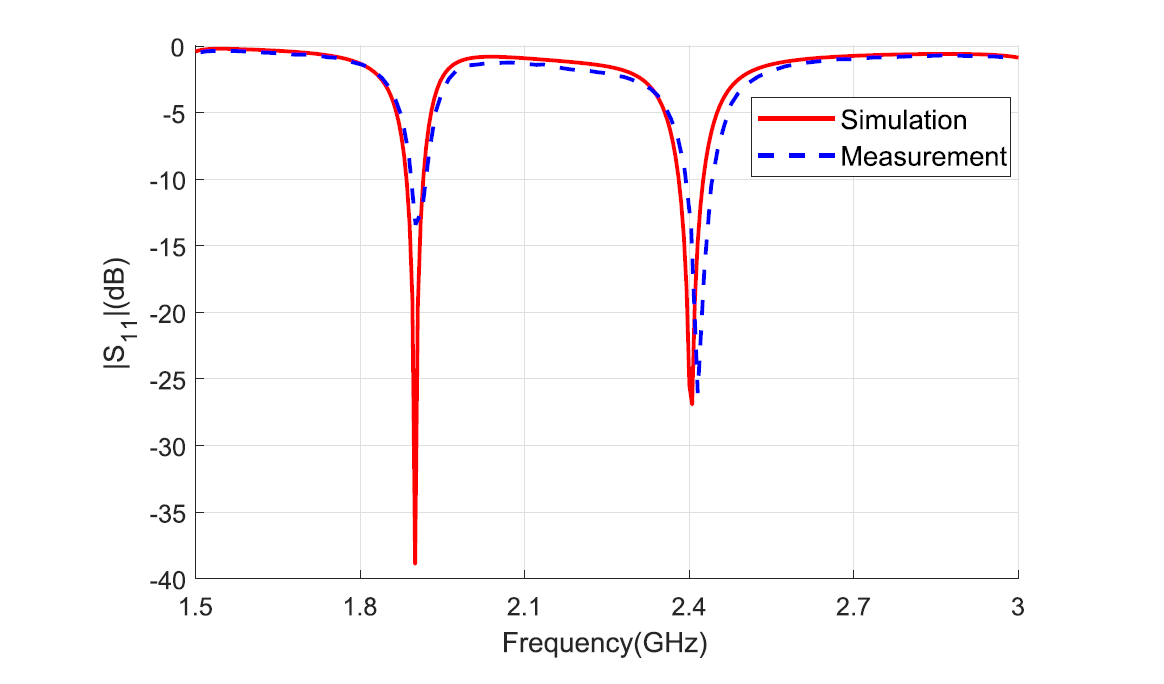 0
-5
-10
-15
-20
-25
-30
-35
-40
|S11|(dB)
Simulation
Measurement
1.5 1.8 2.1 2.4 2.7 3
Frequency(GHz)